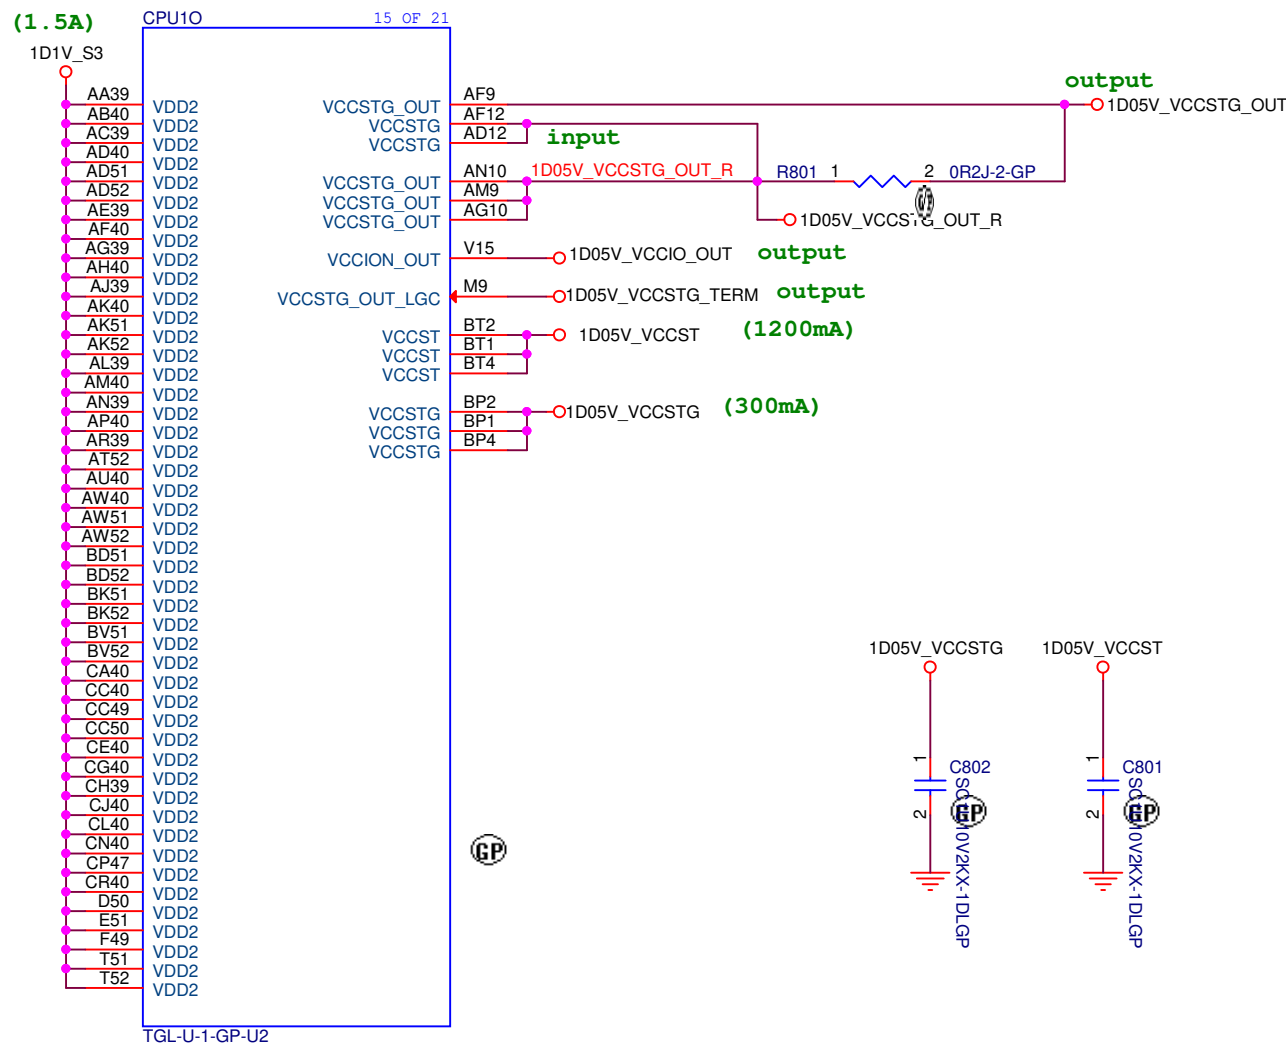 (1.5A)
1D1V_S3
CPU1O
15 OF 21
AA39 VDD2
AB40 VDD2
AC39 VDD2
AD40 VDD2
AD51 VDD2
AD52 VDD2
AE39 VDD2
AF40 VDD2
AG39 VDD2
AH40 VDD2
AJ39 VDD2
AK40 VDD2
AK51 VDD2
AK52 VDD2
AL39 VDD2
AM40 VDD2
AN39 VDD2
AP40 VDD2
AR39 VDD2
AT52 VDD2
AU40 VDD2
AW40 VDD2
AW51 VDD2
AW52 VDD2
BD51 VDD2
BD52 VDD2
BK51 VDD2
BK52 VDD2
BV51 VDD2
BV52 VDD2
CA40 VDD2
CC40 VDD2
CC49 VDD2
CC50 VDD2
CE40 VDD2
CG40 VDD2
CH39 VDD2
CJ40 VDD2
CL40 VDD2
CN40 VDD2
CP47 VDD2
CR40 VDD2
D50 VDD2
E51 VDD2
F49 VDD2
T51 VDD2
T52 VDD2
VCCSTG_OUT AF9
VCCSTG AF12
VCCSTG AD12
input
output
1D05V_VCCSTG_OUT
VCCSTG_OUT AN10
VCCSTG_OUT AM9
VCCSTG_OUT AG10
1D05V_VCCSTG_OUT_R
R801 1 2 0R2J-2-GP
1D05V_VCCSTG_OUT_R
VCCION_OUT V15 1D05V_VCCIO_OUT output
VCCSTG_OUT_LGC M9 1D05V_VCCSTG_TERM output
VCCST BT2 1D05V_VCCST (1200mA)
VCCST BT1
VCCST BT4
VCCSTG BP2 1D05V_VCCSTG (300mA)
VCCSTG BP1
VCCSTG BP4
GP
TGL-U-1-GP-U2
1D05V_VCCSTG
1
2
C802
GP
1D05V_VCCST
1
2
C801
GP